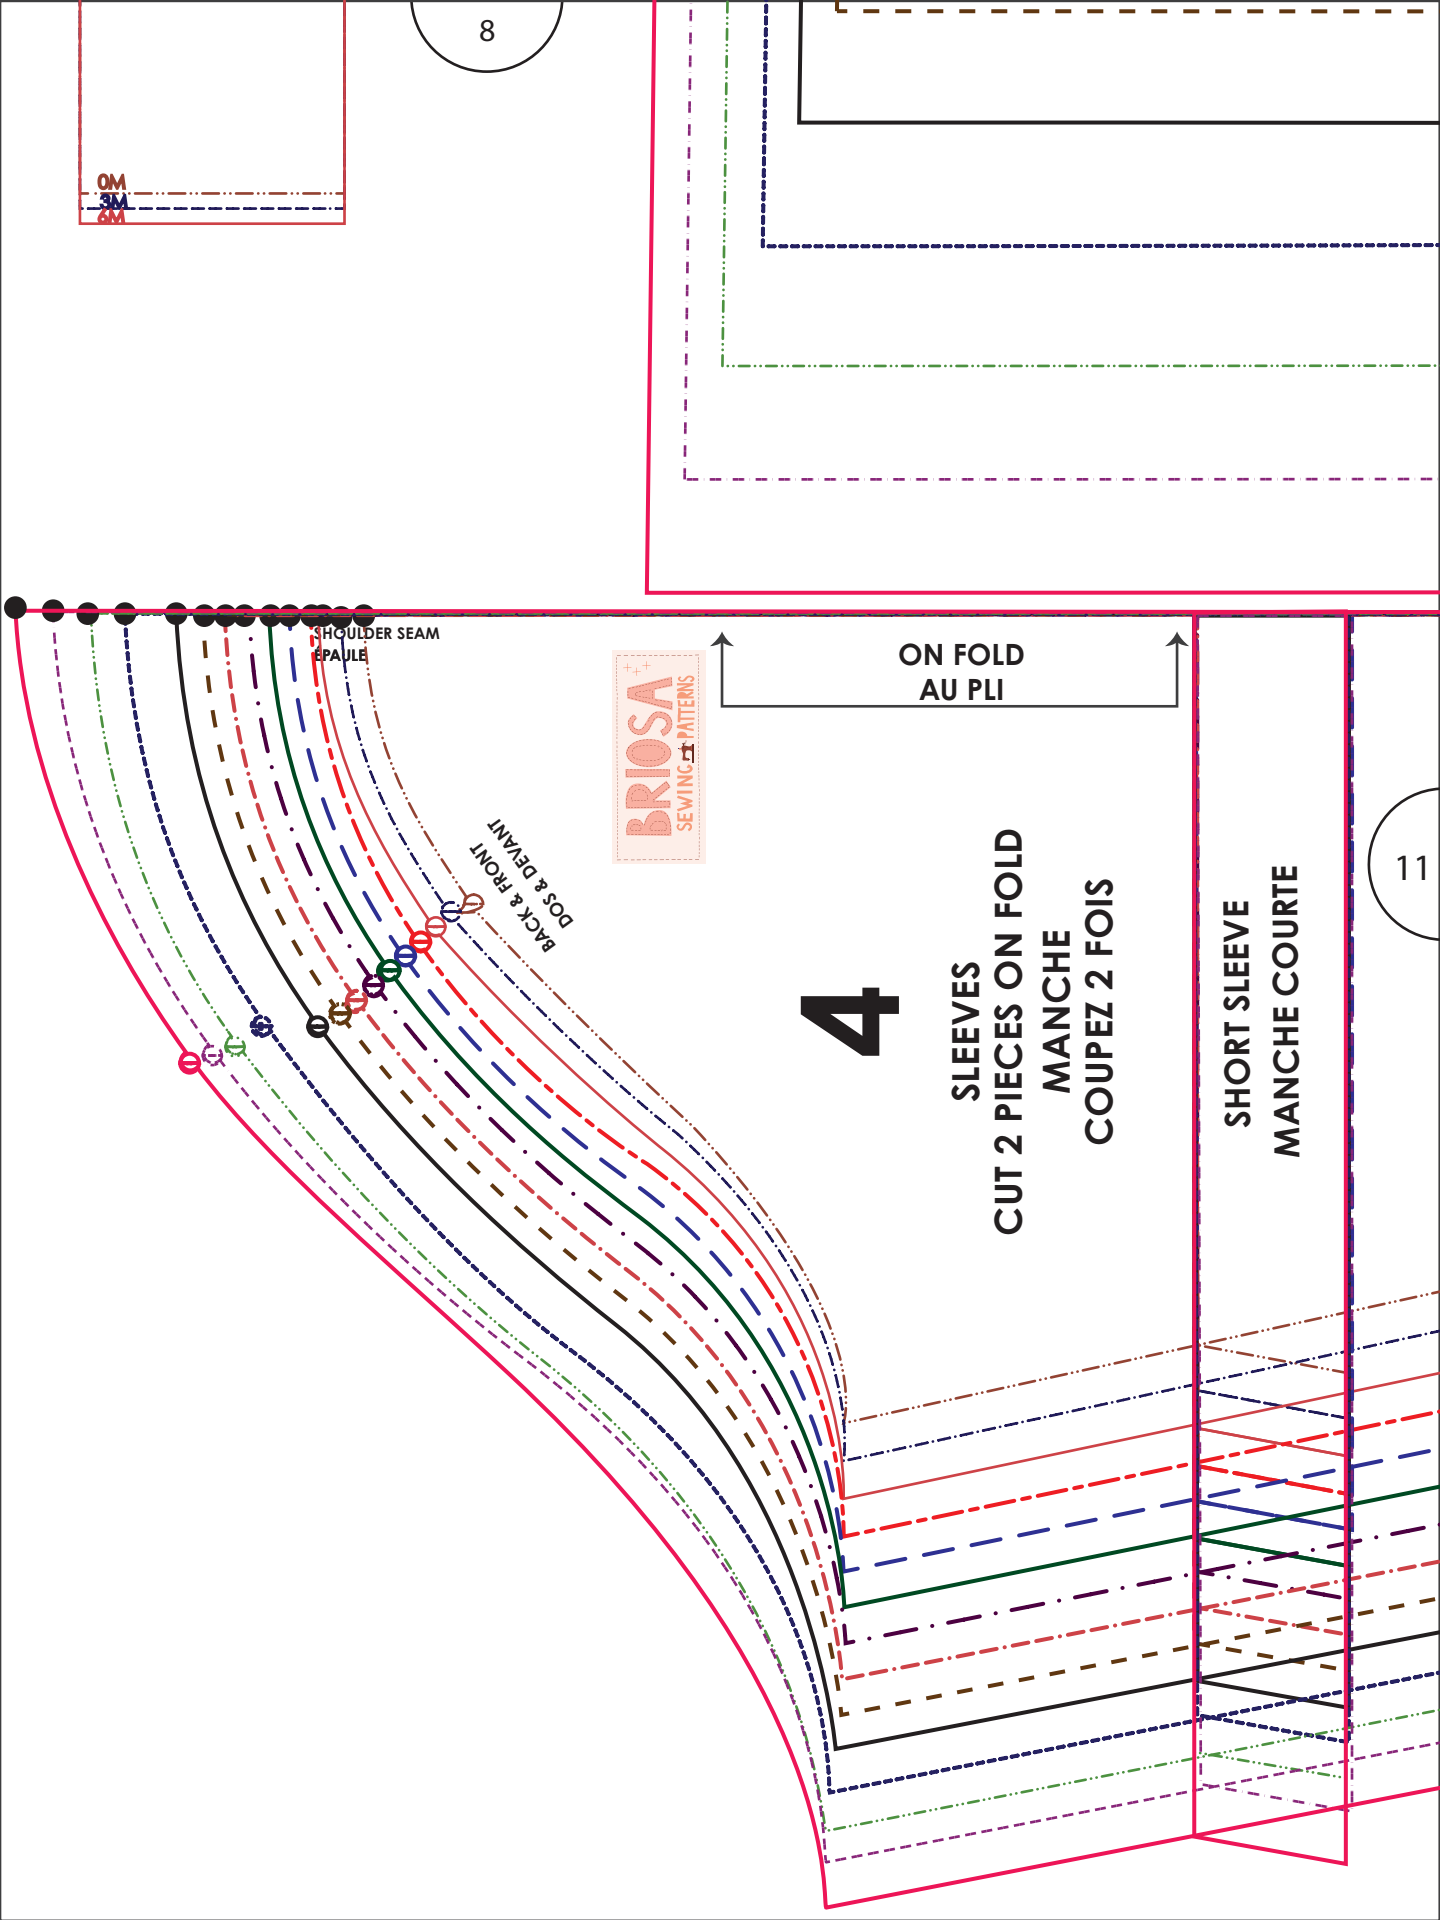 8
0M
3M
6M
SHOULDER SEAM
ÉPAULE
ON FOLD
AU PLI
BRIOSA
SEWING PATTERNS
BACK & FRONT
DOS & DEVANT
4
SLEEVES
CUT 2 PIECES ON FOLD
MANCHE
COUPEZ 2 FOIS
SHORT SLEEVE
MANCHE COURTE
11